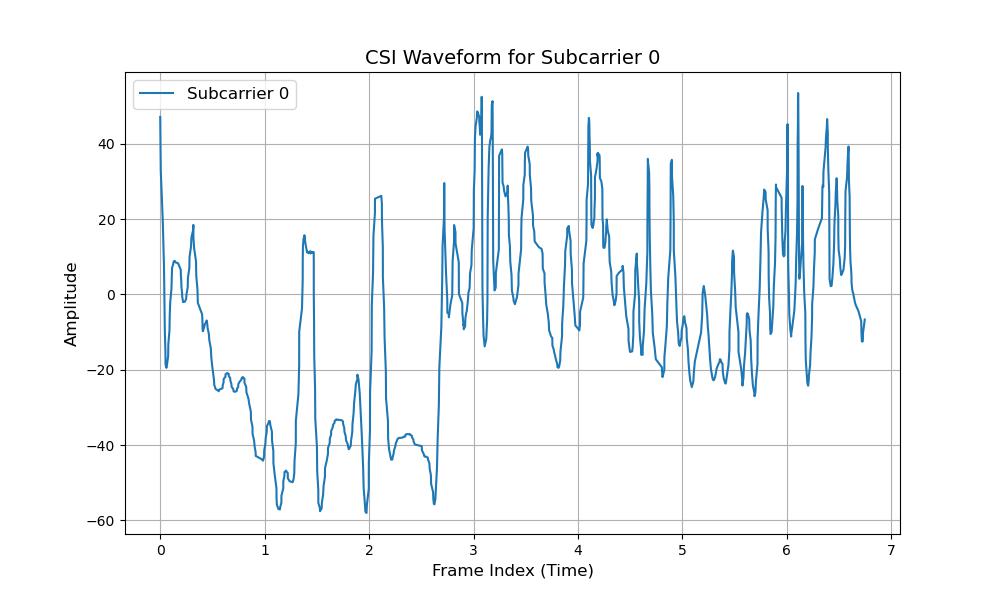 CSI Waveform for Subcarrier 0
Subcarrier 0
Amplitude
40
20
0
−20
−40
−60
0 1 2 3 4 5 6 7
Frame Index (Time)